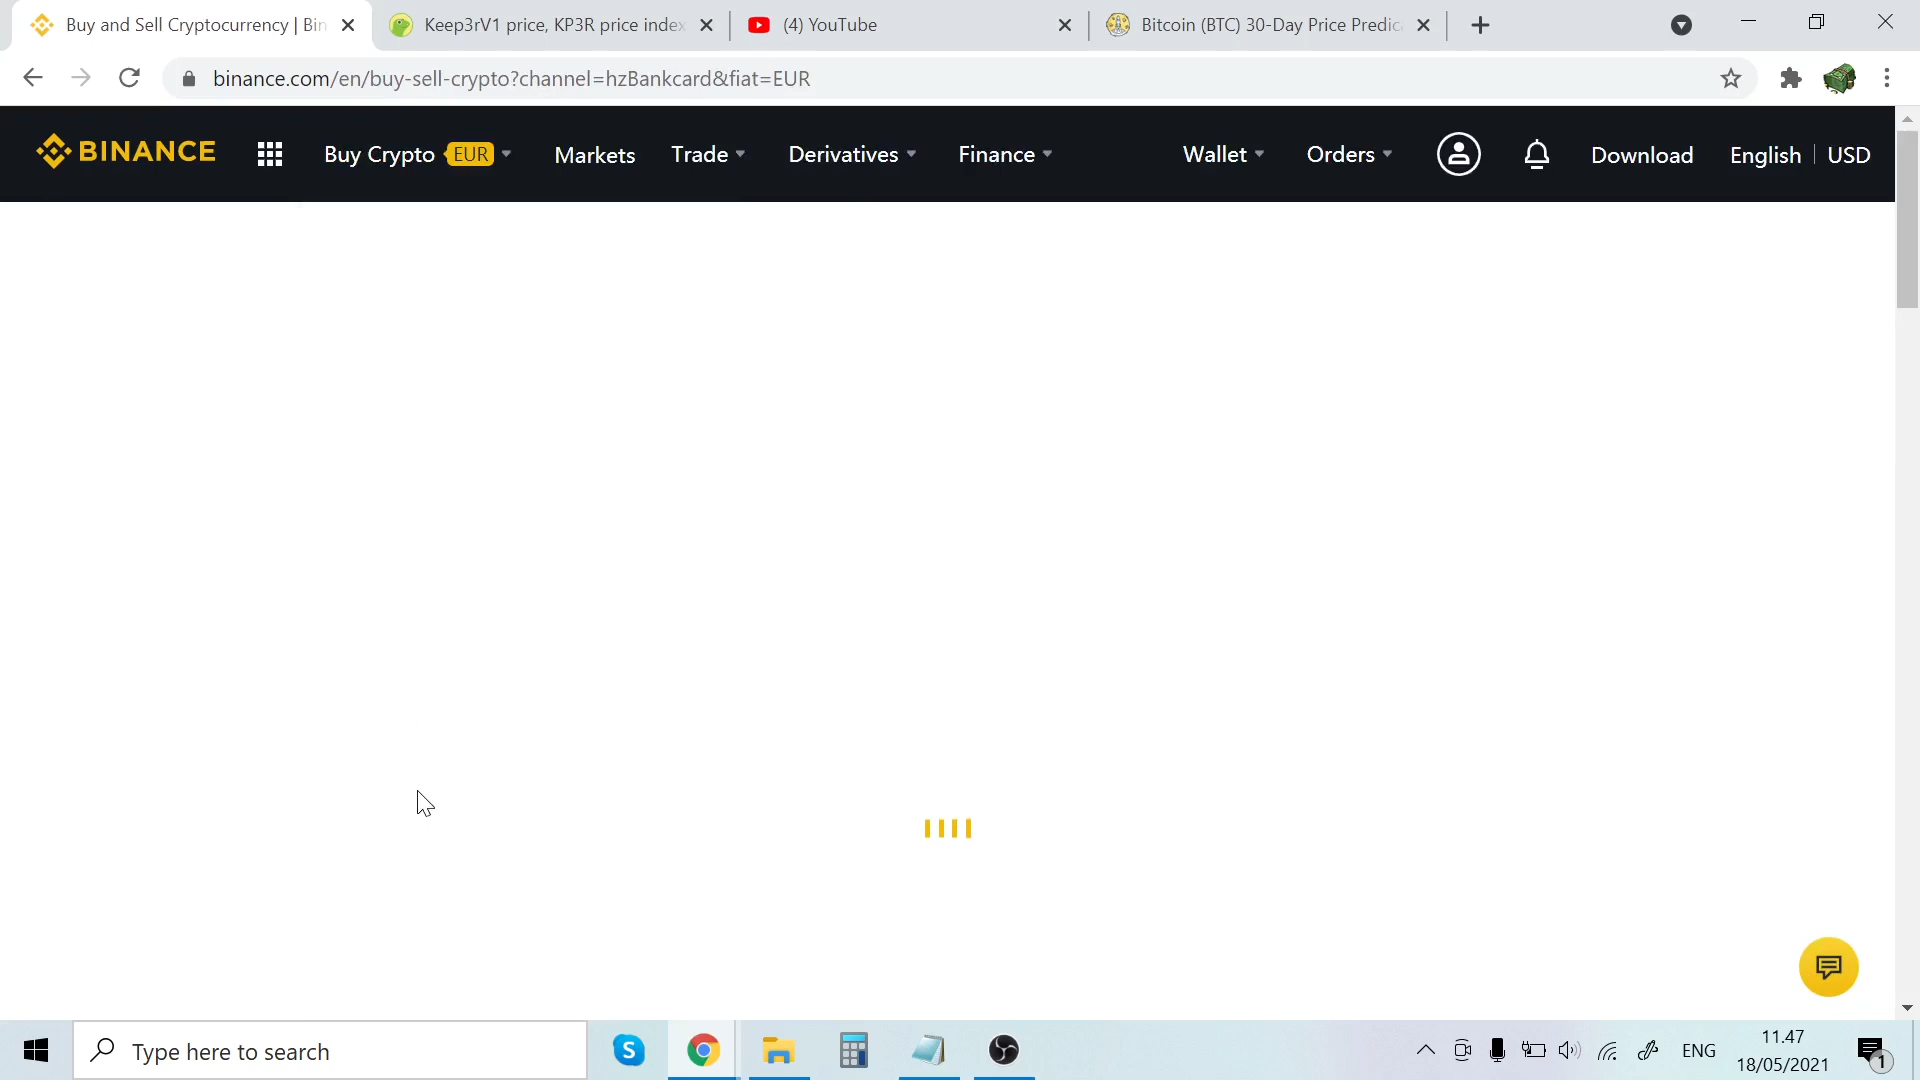 Buy and Sell Cryptocurrency | Bin
Keep3rV1 price, KP3R price index
(4) YouTube
Bitcoin (BTC) 30-Day Price Predic
binance.com/en/buy-sell-crypto?channel=hzBankcard&fiat=EUR
BINANCE
Buy Crypto EUR
Markets
Trade
Derivatives
Finance
Wallet
Orders
Download
English
USD
Type here to search
S
ENG
11.47
18/05/2021
1